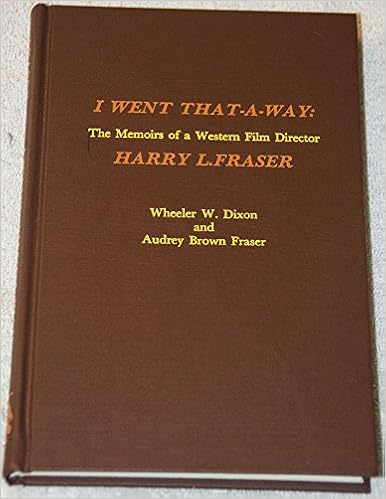 I WENT THAT-A-WAY:
The Memoirs of a Western Film Director
HARRY L.FRASER
Wheeler W. Dixon
and
Audrey Brown Fraser